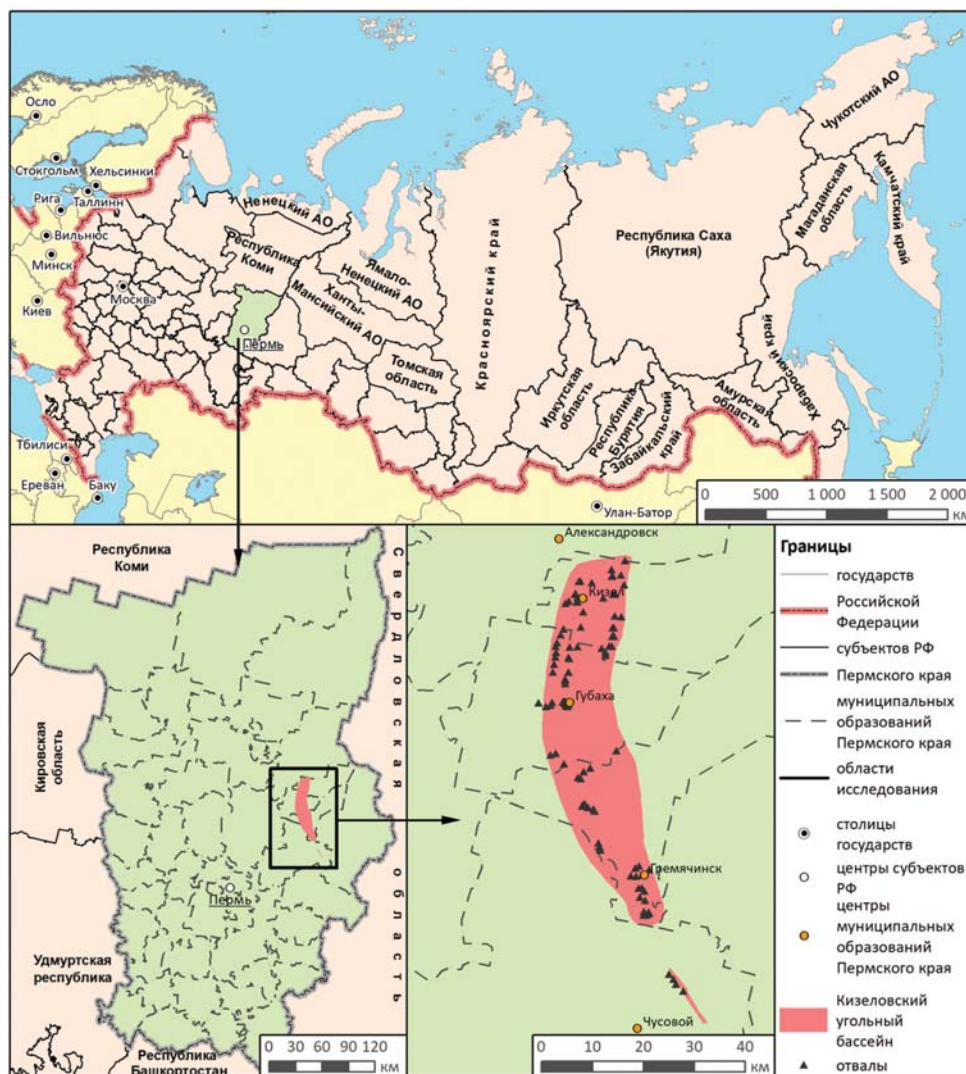 Осло
Стокгольм
Хельсинки
Таллинн
Рига
Вильнюс
Минск
Киев
Москва
Тбилиси
Ереван
Баку
Ненецкий АО
Республика
Коми
Ямало-
Ненецкий АО
Ханты-
Мансийский АО
Пермь
Томская
область
Красноярский край
Республика Саха
(Якутия)
Чукотский АО
Магаданская
область
Камчатский край
Хабаровский край
Амурская
область
Иркутская
область
Республика
Бурятия
Забайкальский
край
Улан-Батор
0 500 1 000 1 500 2 000
км
Республика
Коми
Свердловская область
Кировская
область
Пермь
Удмуртская
республика
Республика
Башкортостан
0 30 60 90 120
км
Александровск
Кизел
Губаха
Гремячинск
Чусовой
0 20 40
км
Границы
государств
Российской
Федерации
субъектов РФ
Пермского края
муниципальных
образований
Пермского края
области
исследования
столицы
государств
центры субъектов
РФ
центры
муниципальных
образований
Пермского края
Кизеловский
угольный
бассейн
отвалы